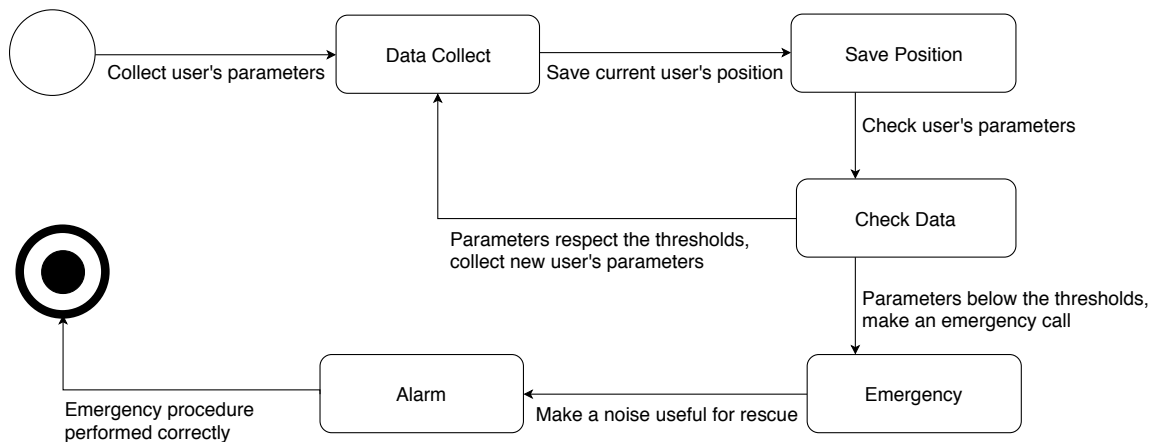 Data Collect
Save Position
Collect user's parameters
Save current user's position
Check user's parameters
Check Data
Parameters respect the thresholds,
collect new user's parameters
Parameters below the thresholds,
make an emergency call
Alarm
Emergency
Make a noise useful for rescue
Emergency procedure
performed correctly